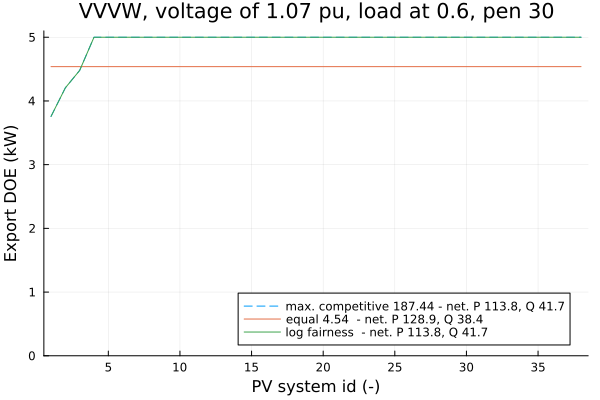 VVVW, voltage of 1.07 pu, load at 0.6, pen 30
Export DOE (kW)
5
4
3
2
1
0
max. competitive 187.44 - net. P 113.8, Q 41.7
equal 4.54  - net. P 128.9, Q 38.4
log fairness  - net. P 113.8, Q 41.7
5 10 15 20 25 30 35
PV system id (-)